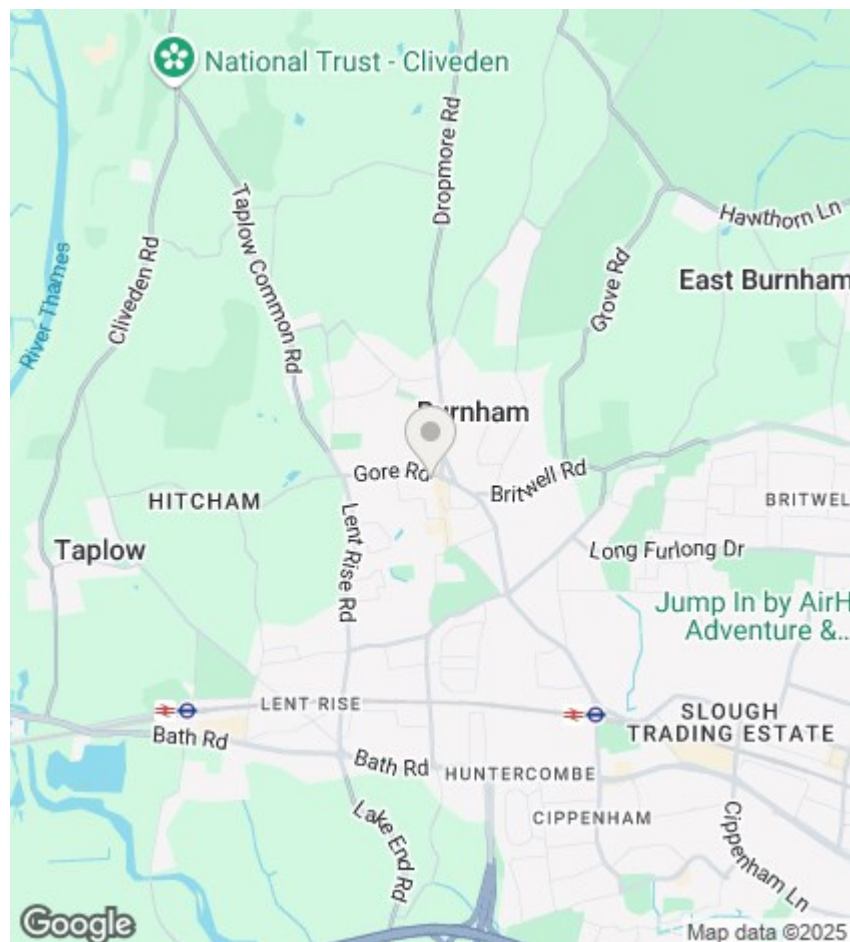 National Trust - Cliveden
Dropmore Rd
Taplow Common Rd
Hawthorn Ln
Cliveden Rd
Grove Rd
East Burnham
River Thames
Burnham
Gore Rd
Britwell Rd
HITCHAM
BRITWEL
Lent Rise Rd
Taplow
Long Furlong Dr
Jump In by AirH
Adventure &...
LENT RISE
SLOUGH
TRADING ESTATE
Bath Rd
Bath Rd
HUNTERCOMBE
CIPPENHAM
Lake End Rd
Cippenham Ln
Google
Map data ©2025